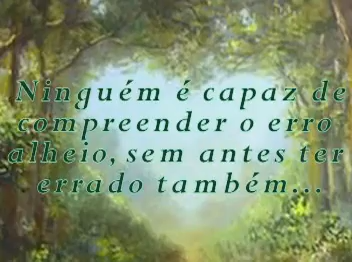 Ninguém é capaz de
compreender o erro
alheio, sem antes ter
errado também...